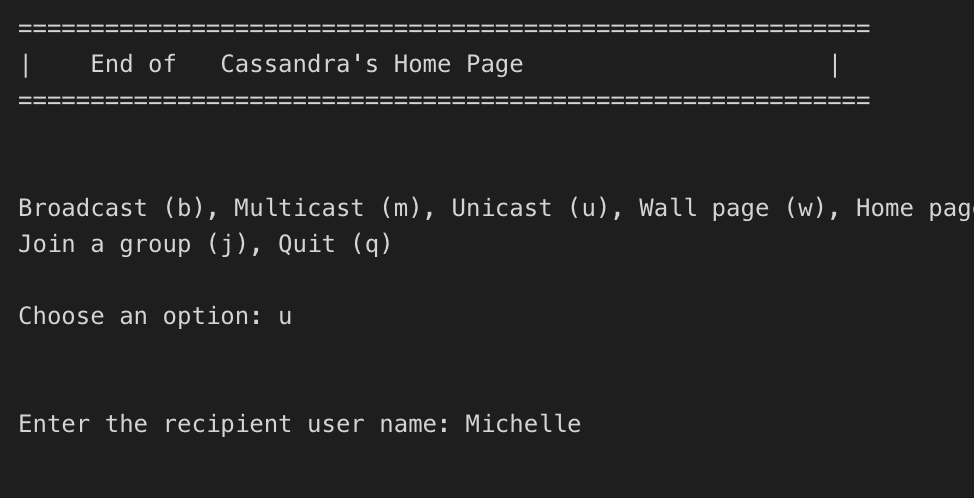 ===========================================================
|    End of   Cassandra's Home Page                     |
===========================================================
Broadcast (b), Multicast (m), Unicast (u), Wall page (w), Home
Join a group (j), Quit (q)
Choose an option: u
Enter the recipient user name: Michelle